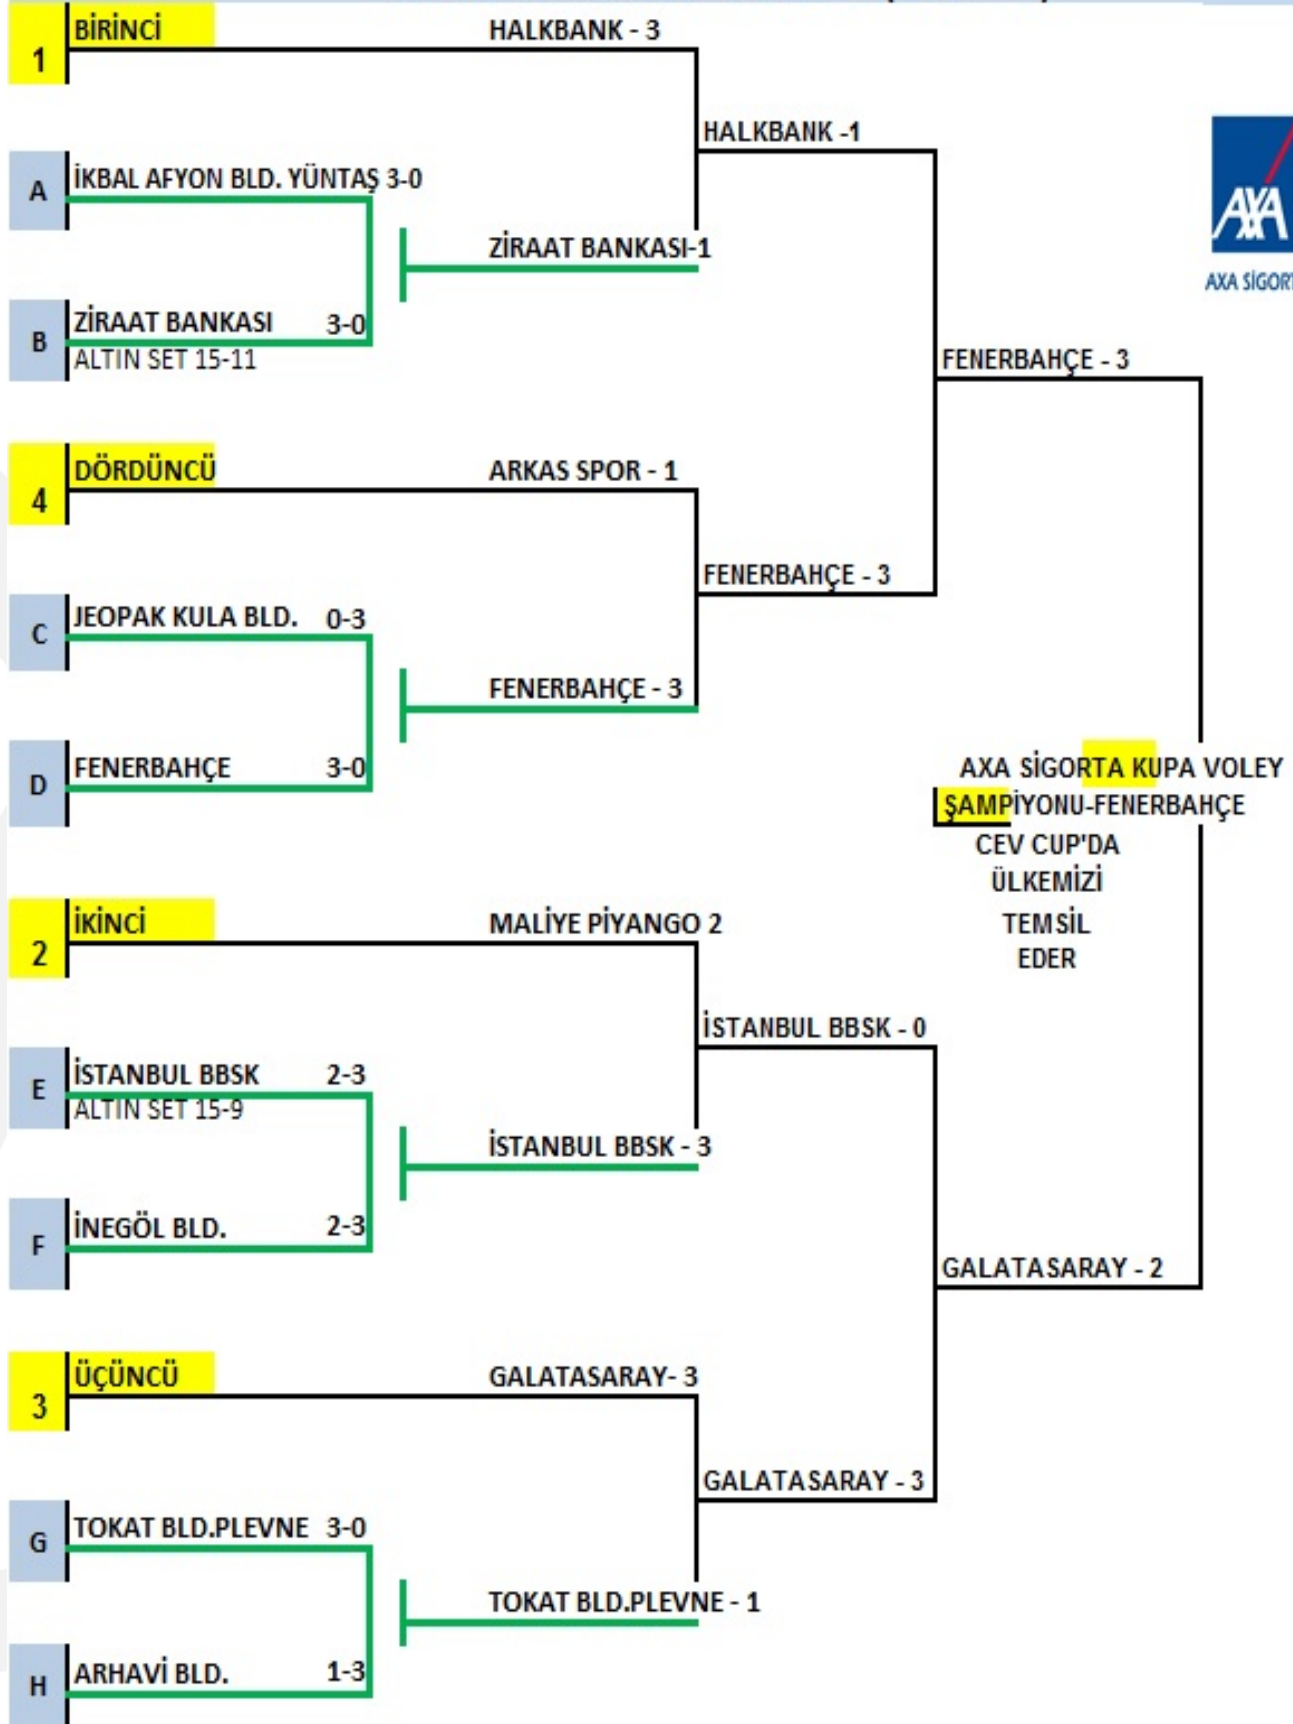 BİRİNCİ
1
HALKBANK - 3
HALKBANK -1
A
İKBAL AFYON BLD. YÜNTAŞ 3-0
ZİRAAT BANKASI-1
AXA
AXA SİGORT
B
ZİRAAT BANKASI 3-0
ALTIN SET 15-11
FENERBAHÇE - 3
DÖRDÜNCÜ
4
ARKAS SPOR - 1
FENERBAHÇE - 3
C
JEOPAK KULA BLD. 0-3
FENERBAHÇE - 3
D
FENERBAHÇE 3-0
AXA SİGORTA KUPA VOLEY
ŞAMPİYONU-FENERBAHÇE
CEV CUP'DA
ÜLKEMİZİ
TEMSİL
EDER
İKİNCİ
2
MALİYE PİYANGO 2
İSTANBUL BBSK - 0
E
İSTANBUL BBSK 2-3
ALTIN SET 15-9
İSTANBUL BBSK - 3
F
İNEGÖL BLD. 2-3
GALATASARAY - 2
ÜÇÜNCÜ
3
GALATASARAY- 3
GALATASARAY - 3
G
TOKAT BLD.PLEVNE 3-0
TOKAT BLD.PLEVNE - 1
H
ARHAVİ BLD. 1-3